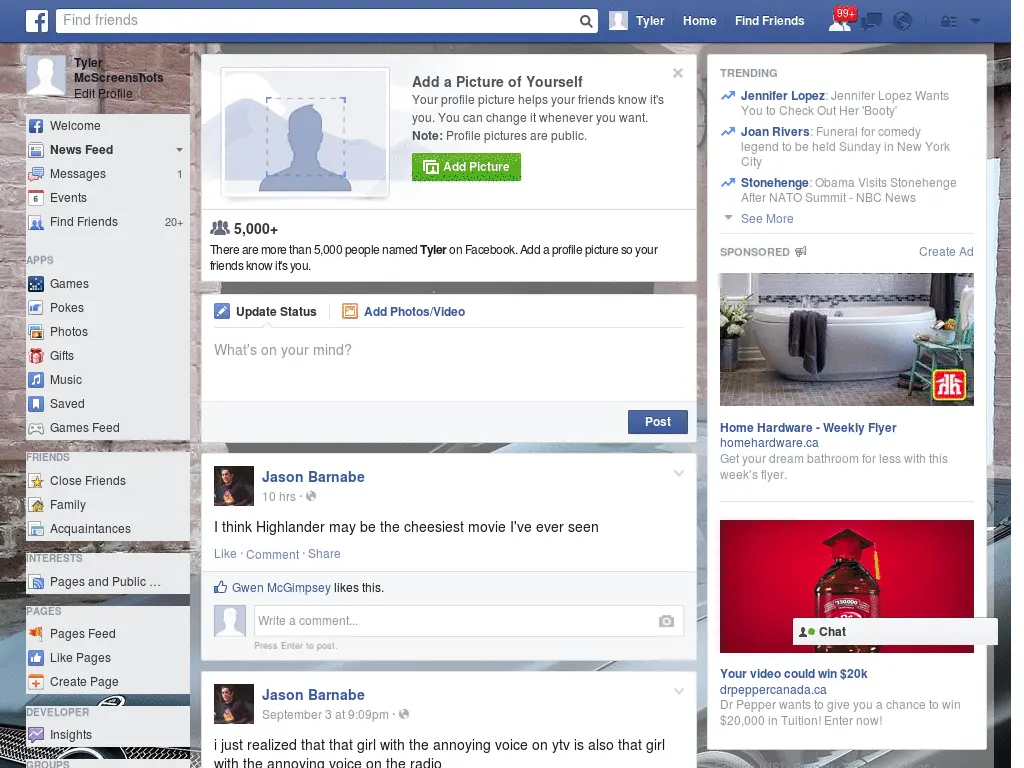 Find friends
Tyler
Home
Find Friends
99+
Tyler
McScreenshots
Edit Profile
Welcome
News Feed
Messages 1
Events
Find Friends 20+
APPS
Games
Pokes
Photos
Gifts
Music
Saved
Games Feed
FRIENDS
Close Friends
Family
Acquaintances
INTERESTS
Pages and Public ...
PAGES
Pages Feed
Like Pages
Create Page
DEVELOPER
Insights
GROUPS
Add a Picture of Yourself
Your profile picture helps your friends know it's
you. You can change it whenever you want.
Note: Profile pictures are public.
Add Picture
5,000+
There are more than 5,000 people named Tyler on Facebook. Add a profile picture so your
friends know it's you.
Update Status
Add Photos/Video
What's on your mind?
Post
Jason Barnabe
10 hrs ·
I think Highlander may be the cheesiest movie I've ever seen
Like · Comment · Share
Gwen McGimpsey likes this.
Write a comment...
Press Enter to post.
Jason Barnabe
September 3 at 9:09pm ·
i just realized that that girl with the annoying voice on ytv is also that girl
with the annoying voice on the radio
TRENDING
Jennifer Lopez: Jennifer Lopez Wants
You to Check Out Her 'Booty'
Joan Rivers: Funeral for comedy
legend to be held Sunday in New York
City
Stonehenge: Obama Visits Stonehenge
After NATO Summit - NBC News
See More
SPONSORED
Create Ad
Home Hardware - Weekly Flyer
homehardware.ca
Get your dream bathroom for less with this
week's flyer.
$150,000
Chat
Your video could win $20k
drpeppercanada.ca
Dr Pepper wants to give you a chance to win
$20,000 in Tuition! Enter now!